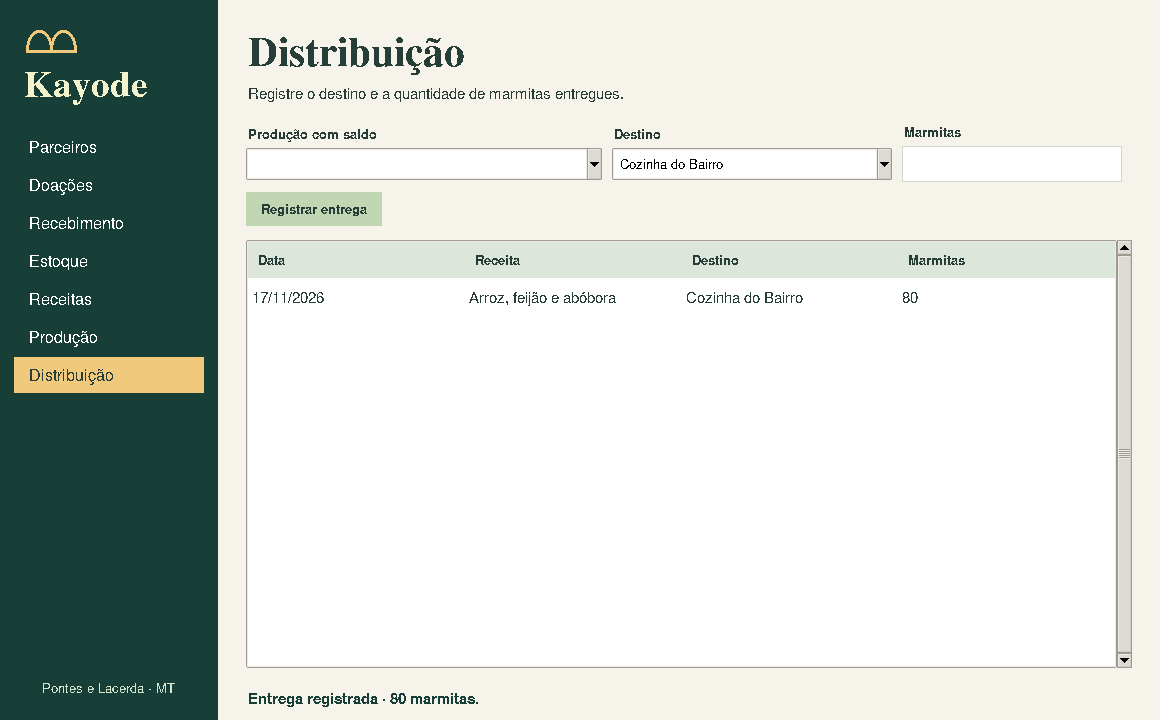 Kayode
Parceiros
Doações
Recebimento
Estoque
Receitas
Produção
Distribuição
Pontes e Lacerda · MT
Distribuição
Registre o destino e a quantidade de marmitas entregues.
Produção com saldo Destino Marmitas
Cozinha do Bairro
Registrar entrega
Data Receita Destino Marmitas
17/11/2026 Arroz, feijão e abóbora Cozinha do Bairro 80
Entrega registrada · 80 marmitas.